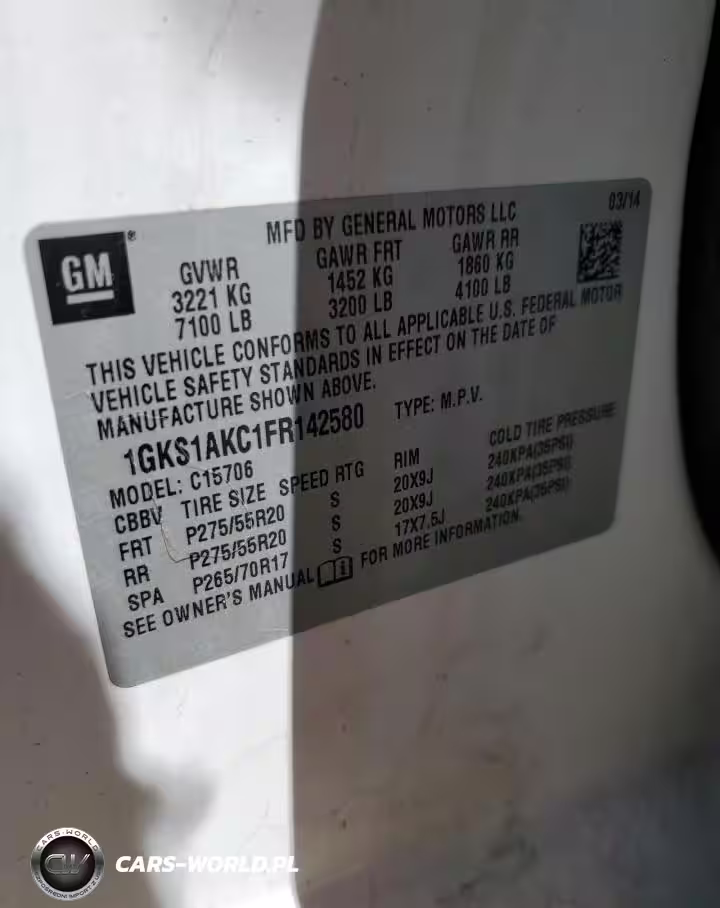 MFD BY GENERAL MOTORS LLC
03/14
GM®
GVWR GAWR FRT GAWR RR
3221 KG 1452 KG 1860 KG
7100 LB 3200 LB 4100 LB
THIS VEHICLE CONFORMS TO ALL APPLICABLE U.S. FEDERAL MOTOR
VEHICLE SAFETY STANDARDS IN EFFECT ON THE DATE OF
MANUFACTURE SHOWN ABOVE.
1GKS1AKC1FR142580 TYPE: M.P.V.
MODEL: C15706
CBBV TIRE SIZE SPEED RTG RIM COLD TIRE PRESSURE
FRT P275/55R20 S 20X9J 240KPA(35PSI)
RR P275/55R20 S 20X9J 240KPA(35PSI)
SPA P265/70R17 S 17X7.5J 240KPA(35PSI)
SEE OWNER'S MANUAL FOR MORE INFORMATION.
CARS-WORLD
CW
CARS-WORLD.PL